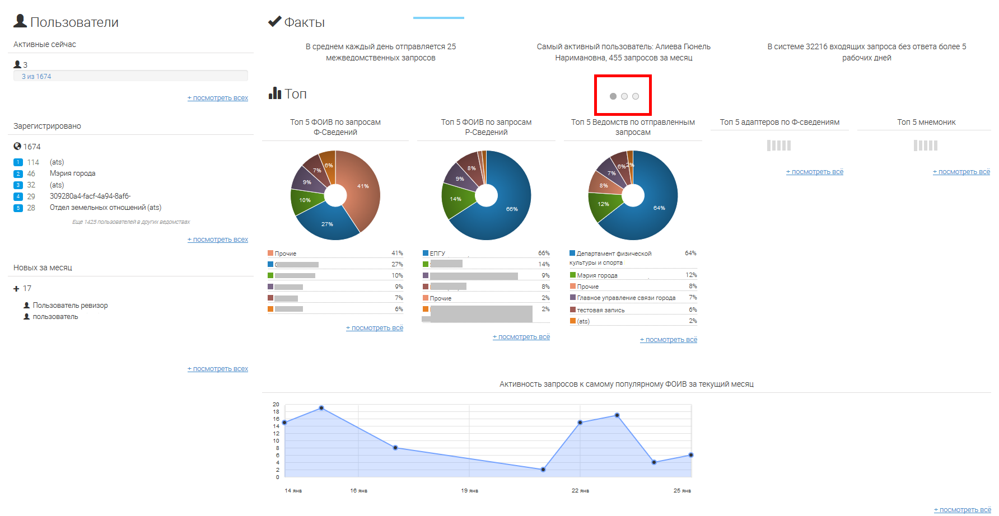 Пользователи
Активные сейчас
3
3 из 1674
+ посмотреть всех
Зарегистрировано
1674
1 114 (ats)
2 46 Мэрия города
3 32 (ats)
4 29 309280a4-facf-4a94-8af6-
5 28 Отдел земельных отношений (ats)
Еще 1425 пользователей в других ведомствах
+ посмотреть всех
Новых за месяц
17
Пользователь ревизор
пользователь
+ посмотреть всех
Факты
В среднем каждый день отправляется 25
межведомственных запросов
Самый активный пользователь: Алиева Гюнель
Наримановна, 455 запросов за месяц
В системе 32216 входящих запроса без ответа более 5
рабочих дней
Топ
Топ 5 ФОИВ по запросам
Ф-Сведений
41%
27%
10%
9%
7%
6%
Прочие 41%
27%
10%
9%
7%
6%
+ посмотреть всё
Топ 5 ФОИВ по запросам
Р-Сведений
66%
14%
9%
8%
ЕПГУ 66%
14%
9%
8%
Прочие 2%
2%
+ посмотреть всё
Топ 5 Ведомств по отправленным
запросам
64%
12%
8%
7%
6%
2%
Департамент физической 64%
культуры и спорта
Мэрия города 12%
Прочие 8%
Главное управление связи города 7%
тестовая запись 6%
(ats) 2%
+ посмотреть всё
Топ 5 адаптеров по Ф-сведениям
+ посмотреть всё
Топ 5 мнемоник
+ посмотреть всё
Активность запросов к самому популярному ФОИВ за текущий месяц
20
18
16
14
12
10
8
6
4
2
0
14 янв 16 янв 19 янв 22 янв 25 янв
+ посмотреть всё